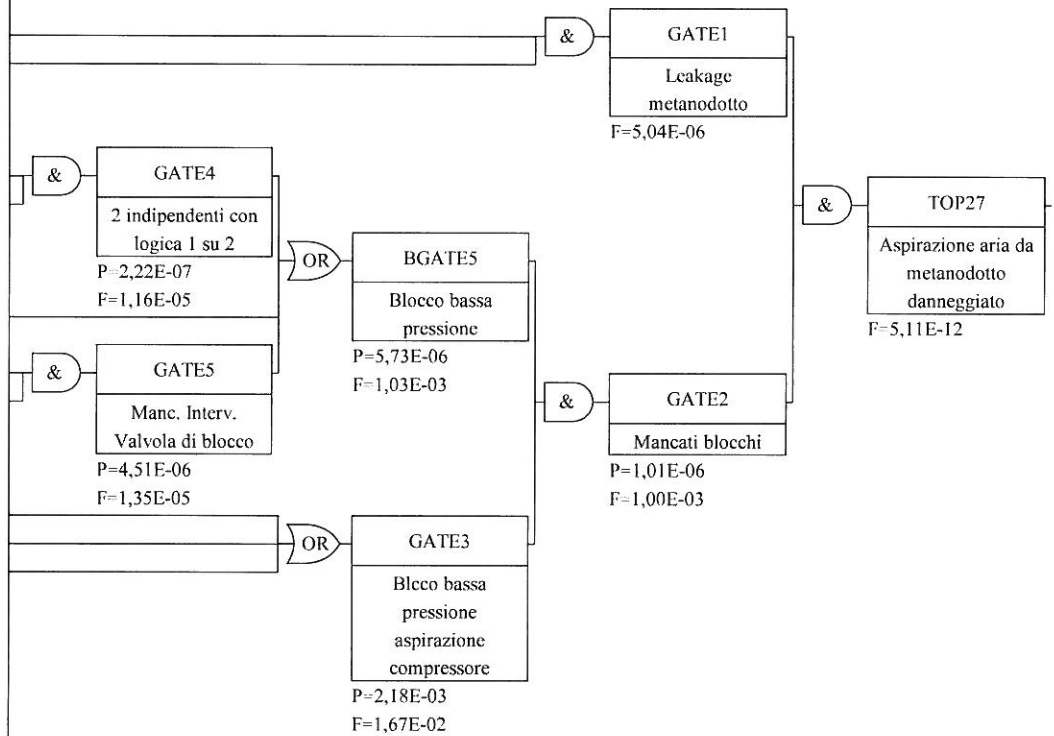 &
GATE1
Leakage
metanodotto
F=5,04E-06
&
GATE4
2 indipendenti con
logica 1 su 2
P=2,22E-07
F=1,16E-05
OR
BGATE5
Blocco bassa
pressione
P=5,73E-06
F=1,03E-03
&
TOP27
Aspirazione aria da
metanodotto
danneggiato
F=5,11E-12
&
GATE5
Manc. Interv.
Valvola di blocco
P=4,51E-06
F=1,35E-05
&
GATE2
Mancati blocchi
P=1,01E-06
F=1,00E-03
OR
GATE3
Blcco bassa
pressione
aspirazione
compressore
P=2,18E-03
F=1,67E-02